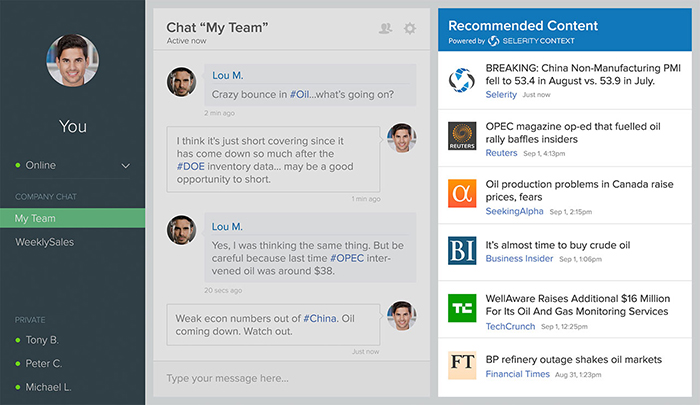 You
Online
COMPANY CHAT
My Team
WeeklySales
PRIVATE
Tony B.
Peter C.
Michael L.
Chat “My Team”
Active now
Lou M.
Crazy bounce in #Oil...what's going on?
2 min ago
I think it's just short covering since it
has come down so much after the
#DOE inventory data... may be a good
opportunity to short.
1 min ago
Lou M.
Yes, I was thinking the same thing. But be
careful because last time #OPEC inter-
vened oil was around $38.
20 secs ago
Weak econ numbers out of #China. Oil
coming down. Watch out.
Just now
Type your message here...
Recommended Content
Powered by SELERITY CONTEXT
BREAKING: China Non-Manufacturing PMI
fell to 53.4 in August vs. 53.9 in July.
Selerity Just now
REUTERS
OPEC magazine op-ed that fuelled oil
rally baffles insiders
Reuters Sep 1, 4:13pm
α
Oil production problems in Canada raise
prices, fears
SeekingAlpha Sep 1, 2:15pm
BI
It's almost time to buy crude oil
Business Insider Sep 1, 1:06pm
TC
WellAware Raises Additional $16 Million
For Its Oil And Gas Monitoring Services
TechCrunch Sep 1, 12:25pm
FT
BP refinery outage shakes oil markets
Financial Times Aug 31, 1:23pm